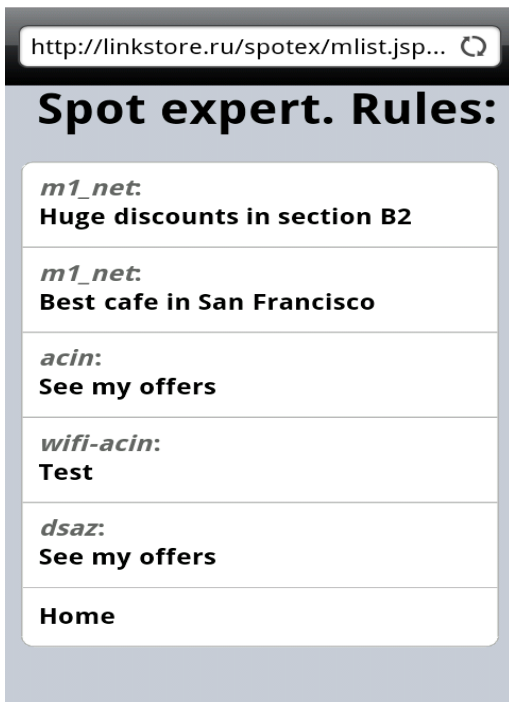 http://linkstore.ru/spotex/mlist.jsp...
Spot expert. Rules:
m1_net:
Huge discounts in section B2
m1_net:
Best cafe in San Francisco
acin:
See my offers
wifi-acin:
Test
dsaz:
See my offers
Home